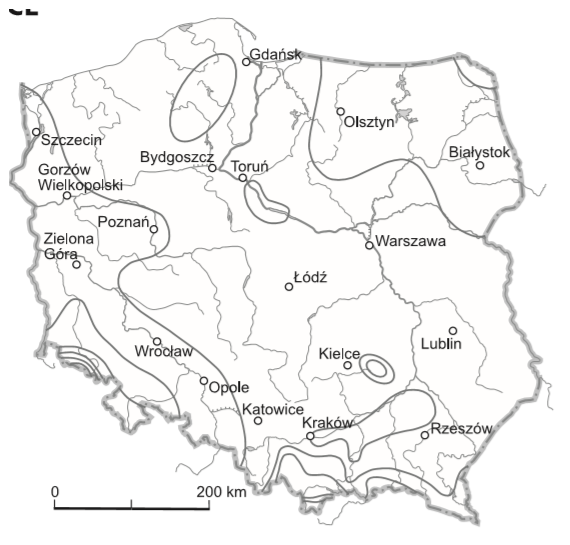 Gdańsk
Olsztyn
Szczecin
Bydgoszcz
Toruń
Białystok
Gorzów
Wielkopolski
Poznań
Zielona
Góra
Warszawa
Łódź
Wrocław
Kielce
Lublin
Opole
Katowice
Kraków
Rzeszów
0
200 km